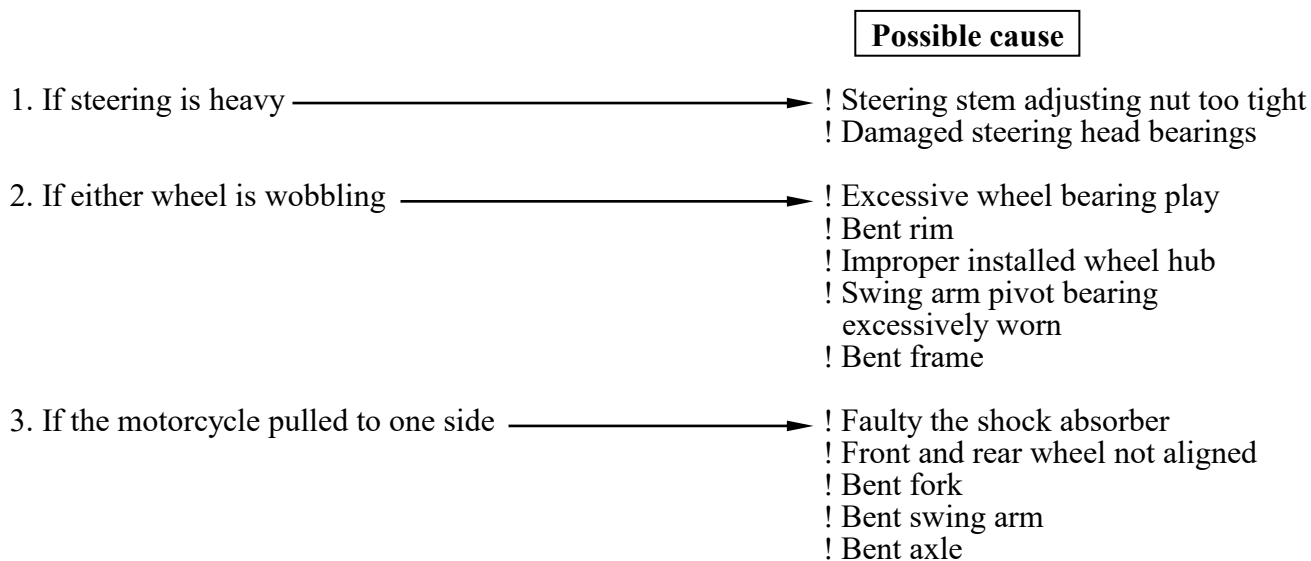 Possible cause
1. If steering is heavy ! Steering stem adjusting nut too tight
! Damaged steering head bearings
2. If either wheel is wobbling ! Excessive wheel bearing play
! Bent rim
! Improper installed wheel hub
! Swing arm pivot bearing
excessively worn
! Bent frame
3. If the motorcycle pulled to one side ! Faulty the shock absorber
! Front and rear wheel not aligned
! Bent fork
! Bent swing arm
! Bent axle